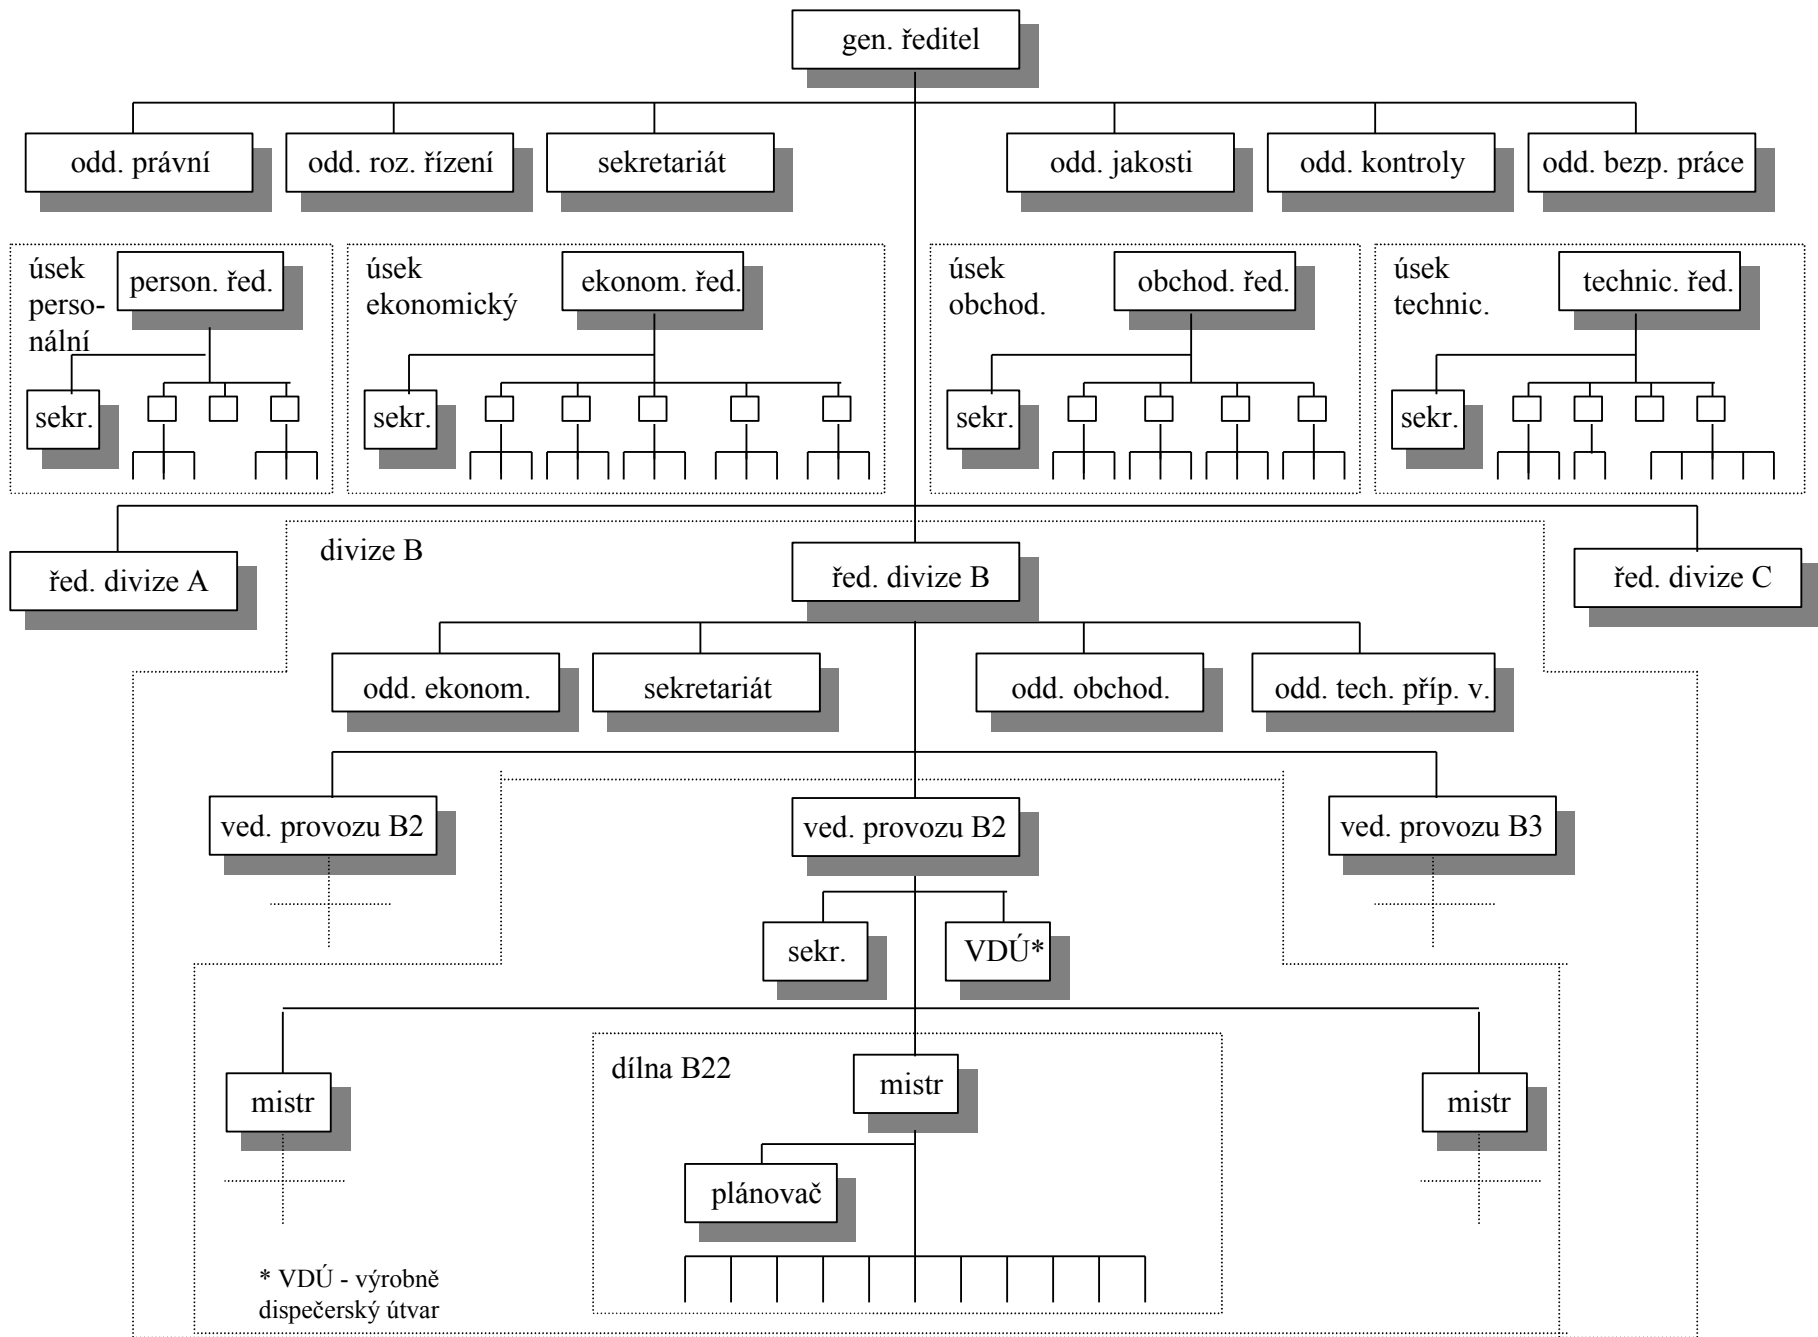 gen. ředitel
odd. právní
odd. roz. řízení
sekretariát
odd. jakosti
odd. kontroly
odd. bezp. práce
úsek
perso-
nální
person. řed.
sekr.
úsek
ekonomický
ekonom. řed.
sekr.
úsek
obchod.
obchod. řed.
sekr.
úsek
technic.
technic. řed.
sekr.
řed. divize A
divize B
řed. divize B
řed. divize C
odd. ekonom.
sekretariát
odd. obchod.
odd. tech. příp. v.
ved. provozu B2
ved. provozu B2
ved. provozu B3
sekr.
VDÚ*
mistr
dílna B22
mistr
mistr
plánovač
* VDÚ - výrobně
dispečerský útvar